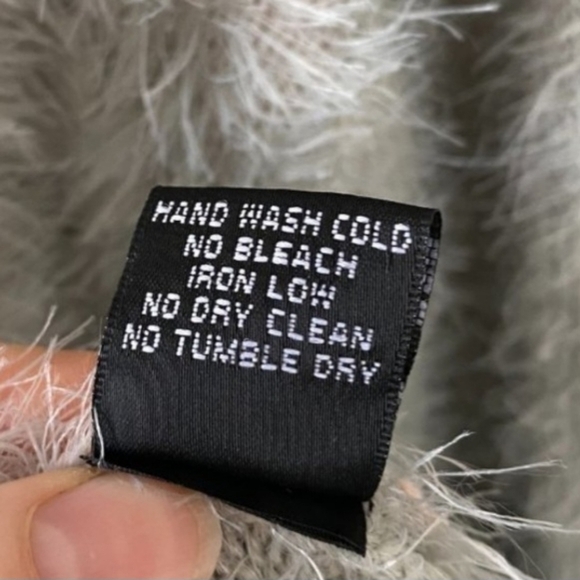 HAND WASH COLD
NO BLEACH
IRON LOW
NO DRY CLEAN
NO TUMBLE DRY